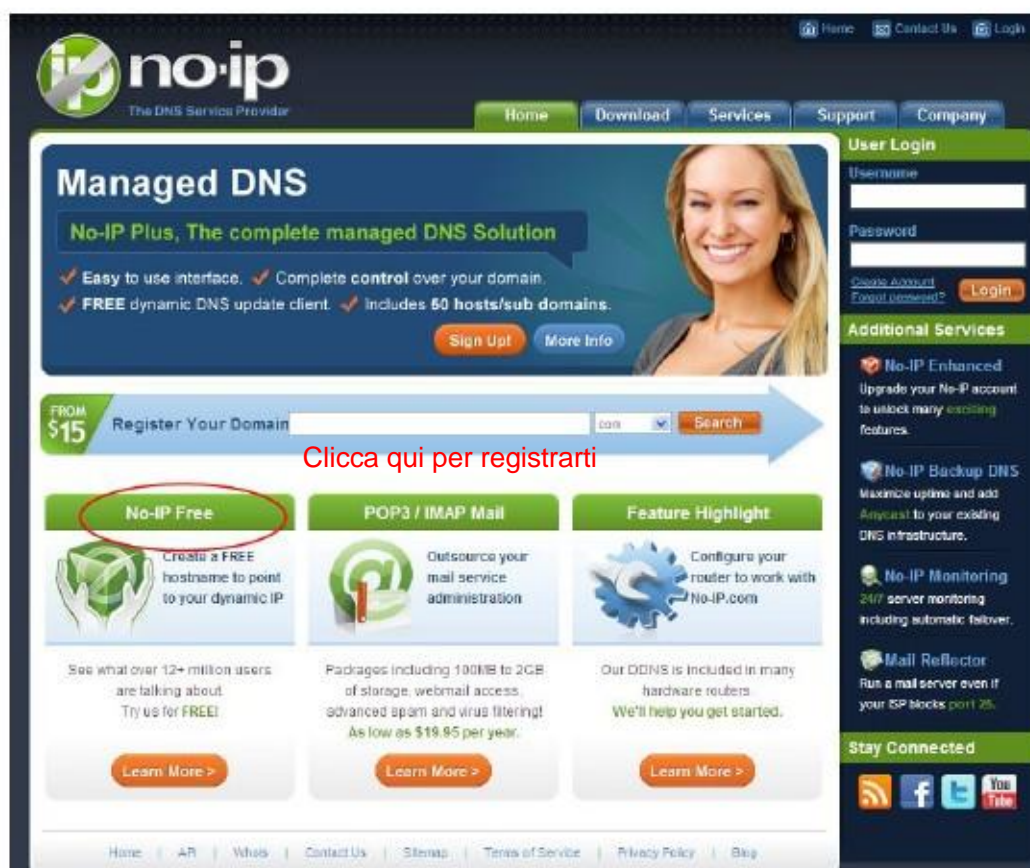 Home Contact Us Login
ip no·ip
The DNS Service Provider
Home Download Services Support Company
Managed DNS
No-IP Plus, The complete managed DNS Solution
Easy to use interface. Complete control over your domain.
FREE dynamic DNS update client. Includes 50 hosts/sub domains.
Sign Up! More Info
FROM
$15
Register Your Domain
com
Search
Clicca qui per registrarti
No-IP Free
Create a FREE
hostname to point
to your dynamic IP
See what over 12+ million users
are talking about.
Try us for FREE!
Learn More >
POP3 / IMAP Mail
Outsource your
mail service
administration
Packages including 100MB to 2GB
of storage, webmail access,
advanced spam and virus filtering!
As low as $19.95 per year.
Learn More >
Feature Highlight
Configure your
router to work with
No-IP.com
Our DDNS is included in many
hardware routers.
We'll help you get started.
Learn More >
User Login
Username
Password
Create Account
Forgot password?
Login
Additional Services
No-IP Enhanced
Upgrade your No-IP account
to unlock many exciting
features.
No-IP Backup DNS
Maximize uptime and add
Anycast to your existing
DNS infrastructure.
No-IP Monitoring
24/7 server monitoring
including automatic failover.
Mail Reflector
Run a mail server even if
your ISP blocks port 25.
Stay Connected
You
Tube
Home | API | Whois | Contact Us | Sitemap | Terms of Service | Privacy Policy | Blog